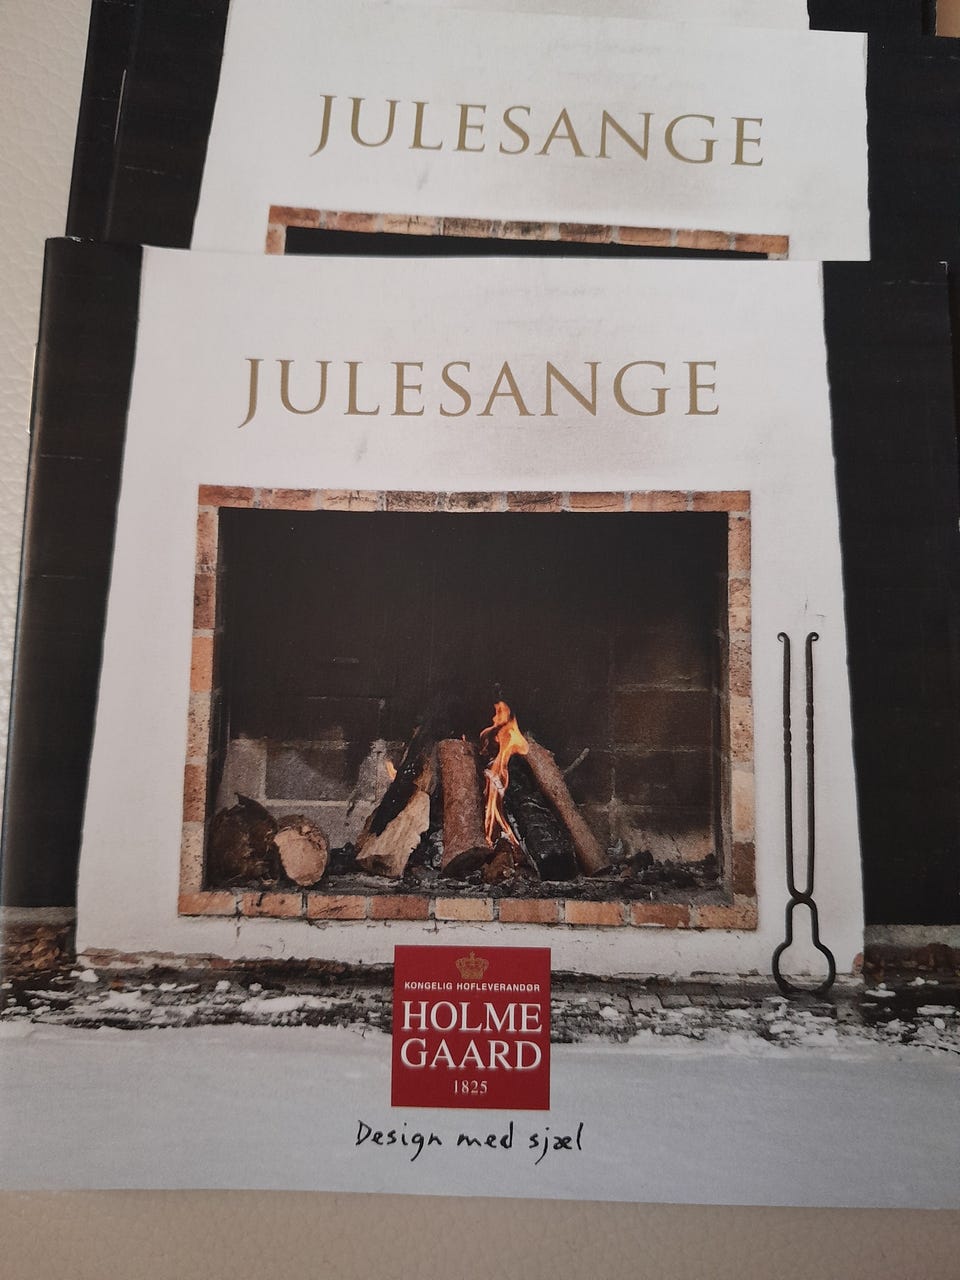 JULESANGE
JULESANGE
KONGELIG HOFLEVERANDØR
HOLME
GAARD
1825
Design med sjæl